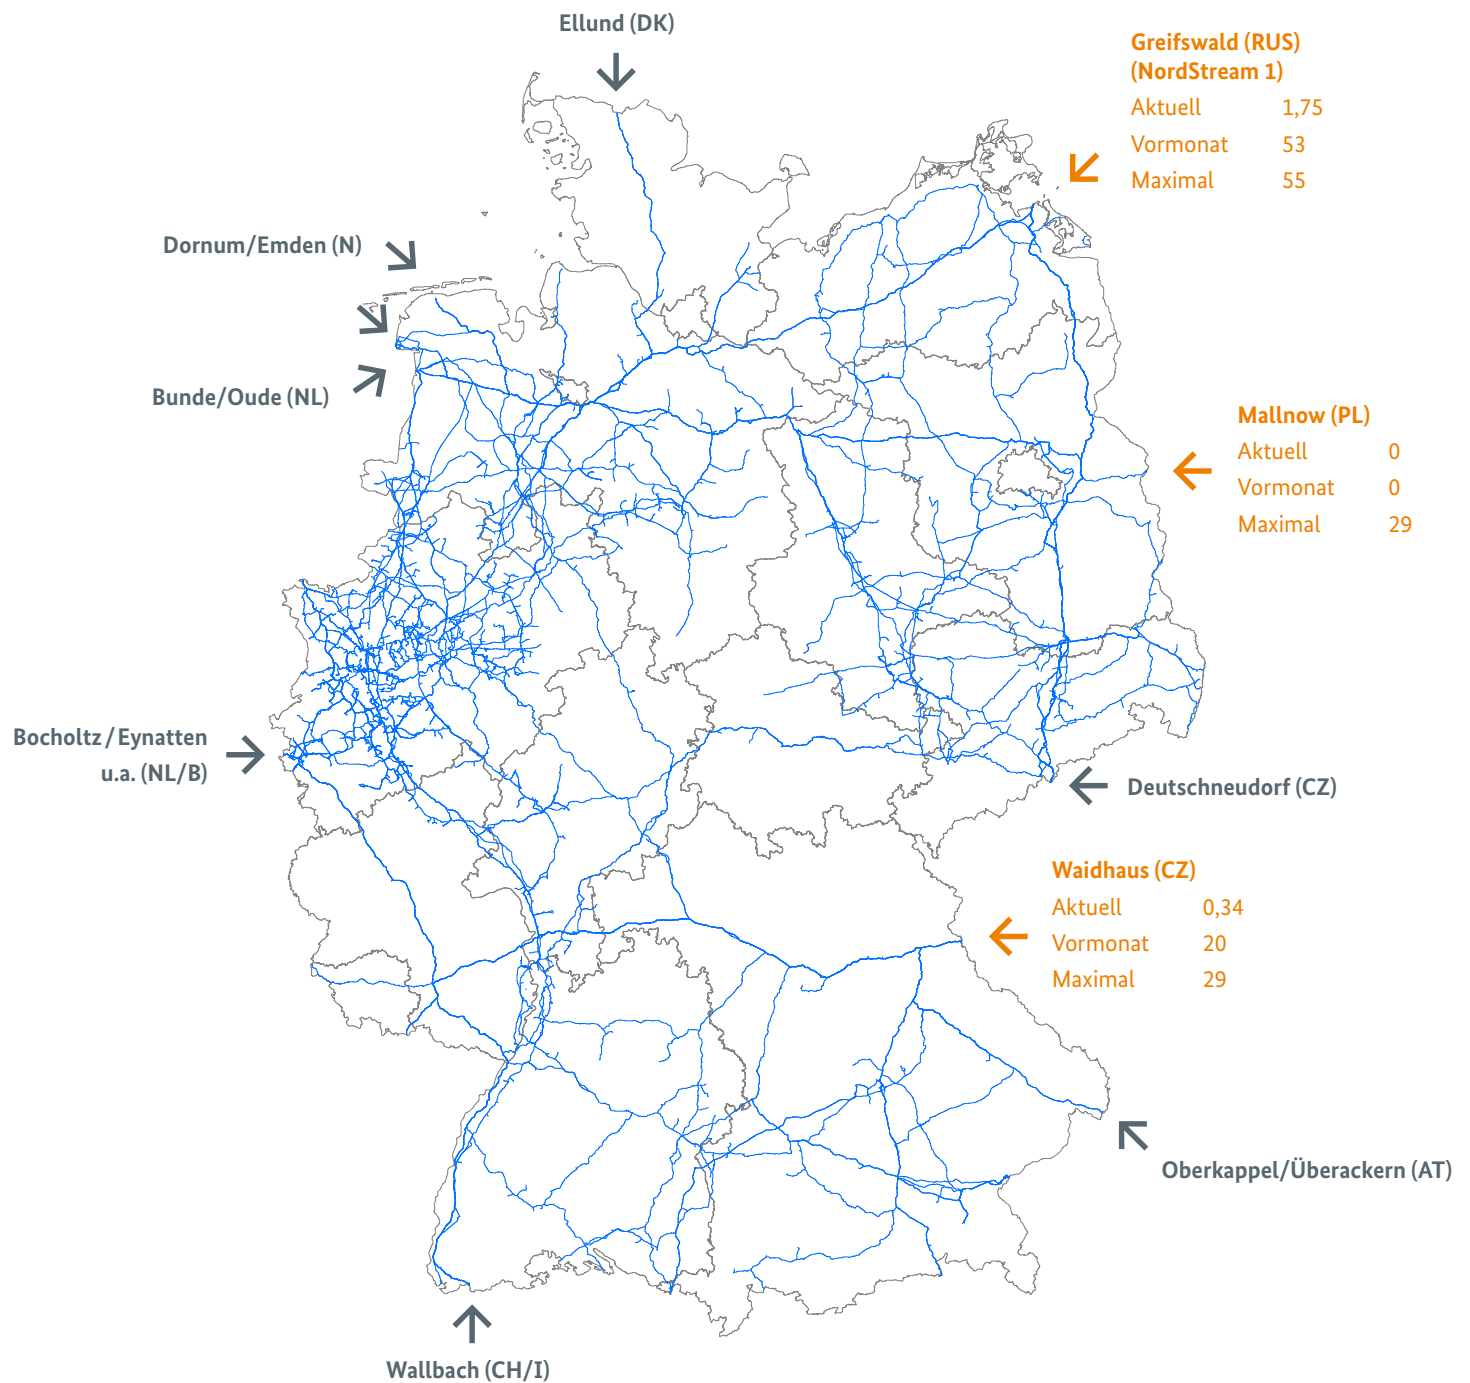 Ellund (DK)
Greifswald (RUS)
(NordStream 1)
Aktuell 1,75
Vormonat 53
Maximal 55
Dornum/Emden (N)
Bunde/Oude (NL)
Mallnow (PL)
Aktuell 0
Vormonat 0
Maximal 29
Bocholtz / Eynatten
u.a. (NL/B)
Deutschneudorf (CZ)
Waidhaus (CZ)
Aktuell 0,34
Vormonat 20
Maximal 29
Oberkappel/Überackern (AT)
Wallbach (CH/I)